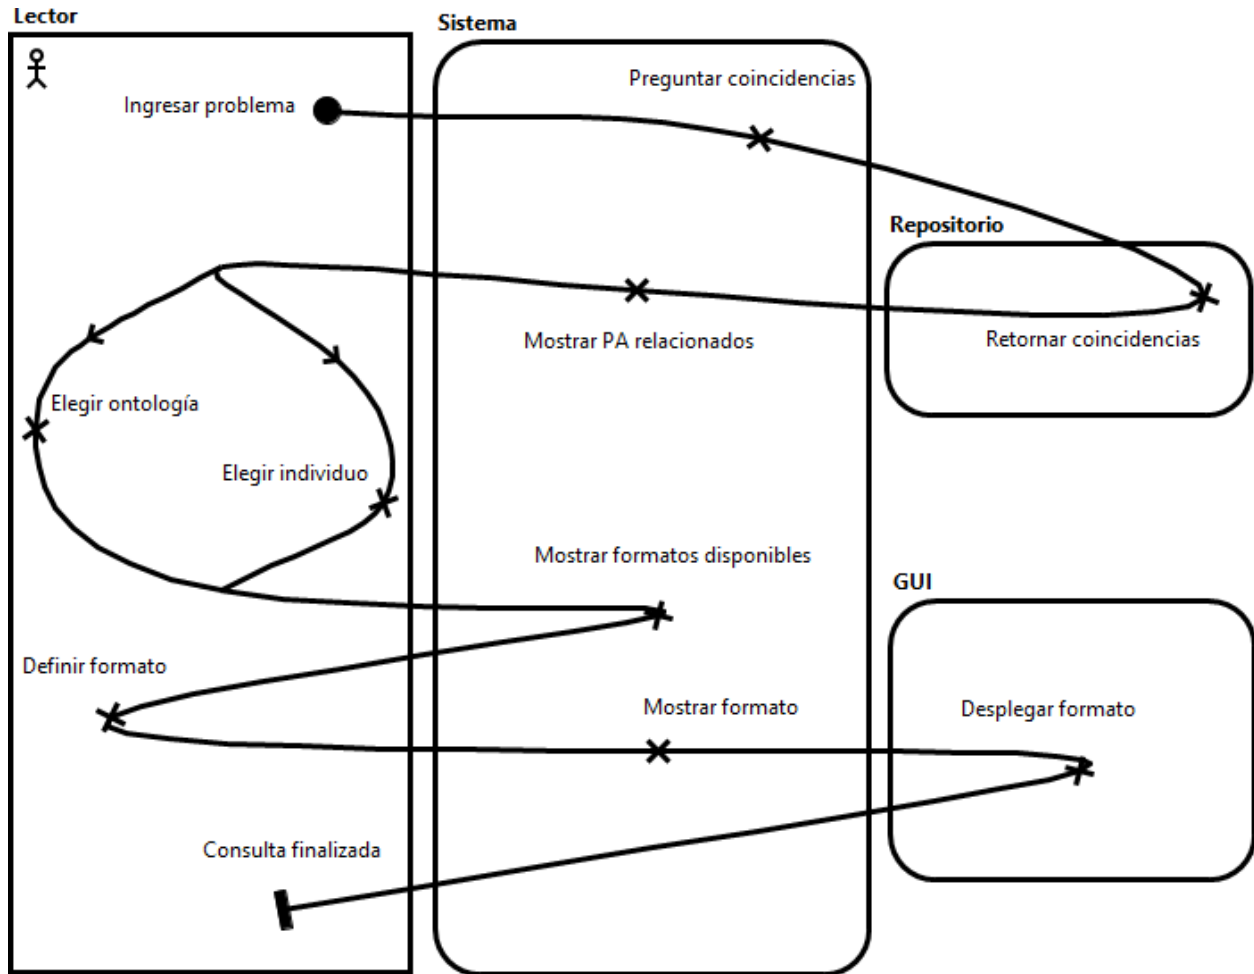 Lector
Sistema
Preguntar coincidencias
Ingresar problema
Repositorio
Mostrar PA relacionados
Retornar coincidencias
Elegir ontología
Elegir individuo
Mostrar formatos disponibles
GUI
Definir formato
Mostrar formato
Desplegar formato
Consulta finalizada